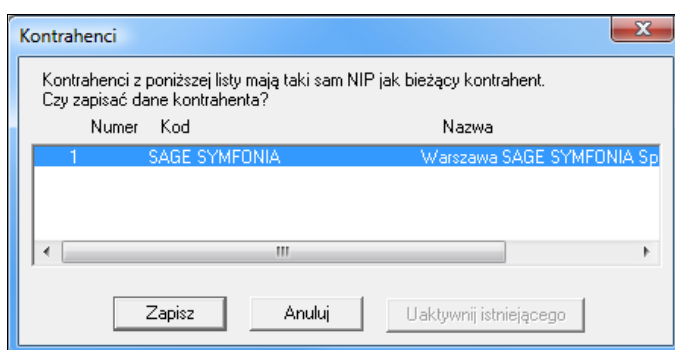 Kontrahenci
Kontrahenci z poniższej listy mają taki sam NIP jak bieżący kontrahent.
Czy zapisać dane kontrahenta?
Numer Kod Nazwa
1 SAGE SYMFONIA Warszawa SAGE SYMFONIA Sp
Zapisz Anuluj Uaktywnij istniejącego